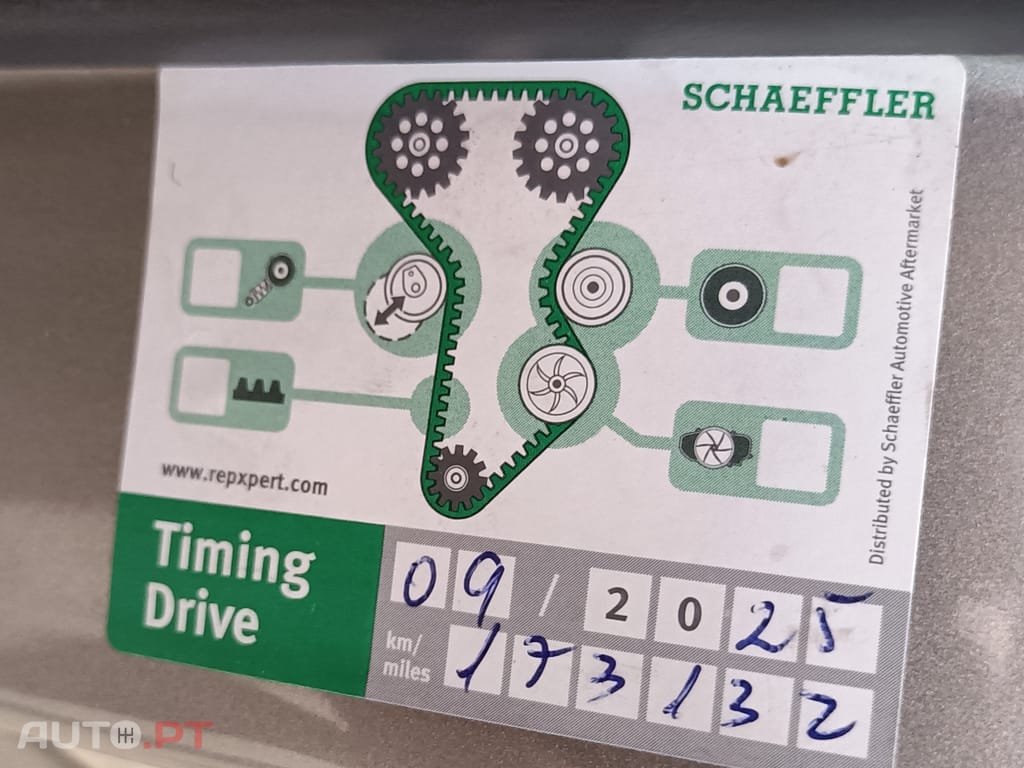 SCHAEFFLER
Distributed by Schaeffler Automotive Aftermarket
www.repxpert.com
Timing
Drive
09 / 2025
km/
miles
173132
AUTO.PT